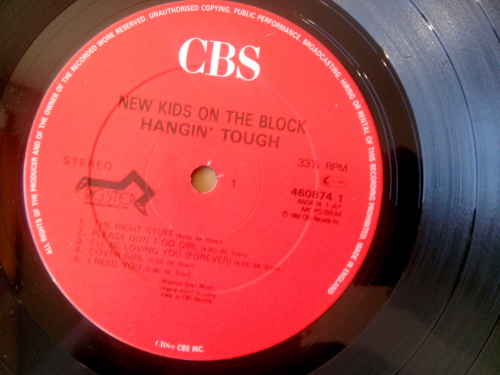 ALL RIGHTS OF THE PRODUCER AND OF THE OWNER OF THE RECORDED WORK RESERVED. UNAUTHORISED COPYING, PUBLIC PERFORMANCE, BROADCASTING, HIRING OR RENTAL OF THIS RECORDING PROHIBITED. MADE IN ENGLAND
CBS
NEW KIDS ON THE BLOCK
HANGIN' TOUGH
STEREO
33⅓ RPM
1
460874 1
460874 1 A
1. THE RIGHT STUFF
2. PLEASE DON'T GO GIRL
3. I'LL BE LOVING YOU (FOREVER)
4. COVER GIRL
5. I NEED YOU
CBS INC.